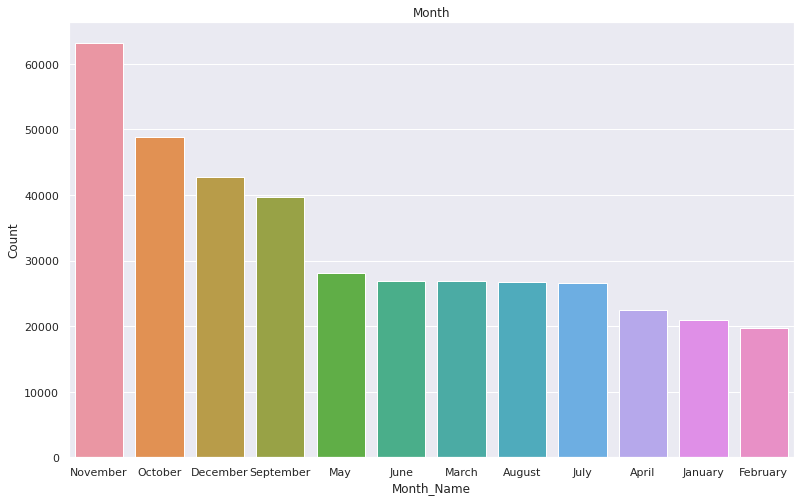 Month
60000
50000
40000
30000
20000
10000
0
Count
November October December September May June March August July April January February
Month_Name